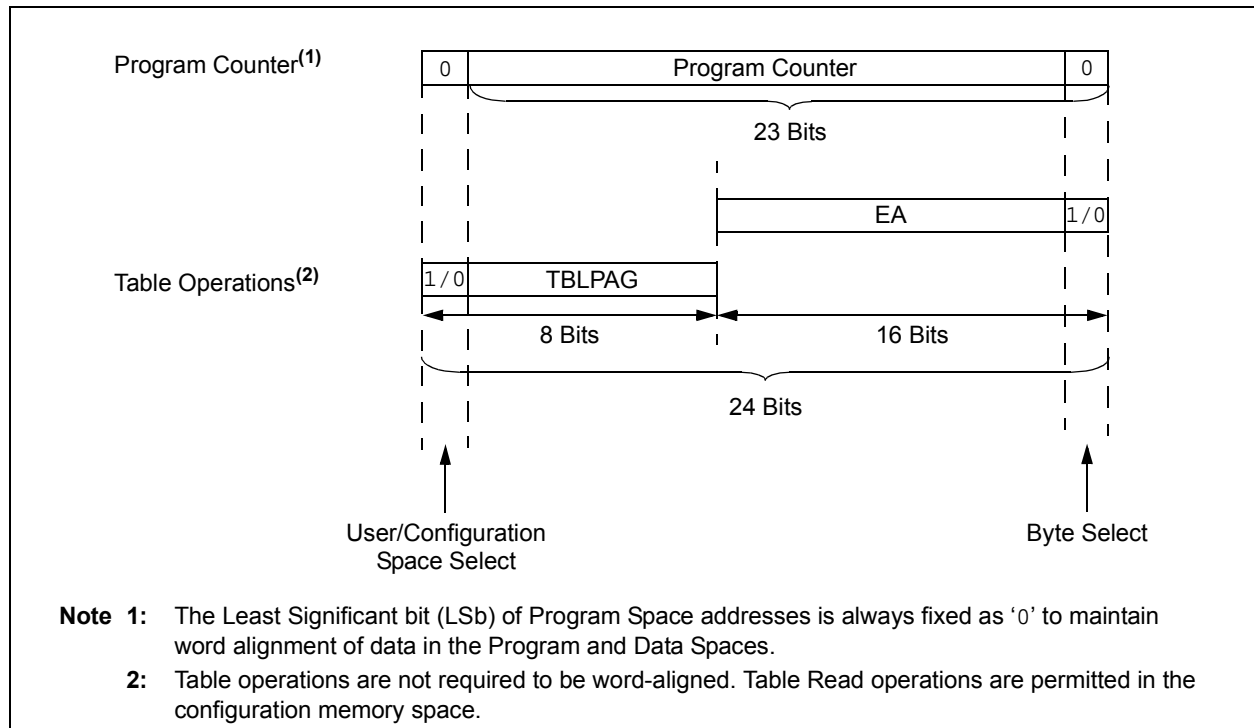 Program Counter(1)
0 Program Counter 0
23 Bits
EA 1/0
Table Operations(2)
1/0 TBLPAG
8 Bits 16 Bits
24 Bits
User/Configuration
Space Select
Byte Select
Note 1: The Least Significant bit (LSb) of Program Space addresses is always fixed as ‘0’ to maintain
word alignment of data in the Program and Data Spaces.
2: Table operations are not required to be word-aligned. Table Read operations are permitted in the
configuration memory space.